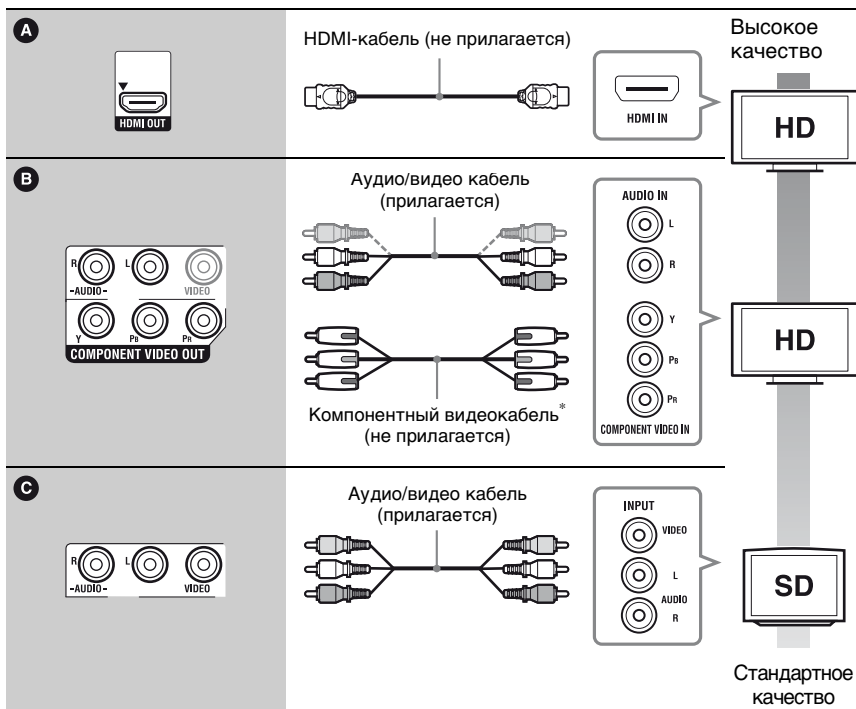 A
HDMI OUT
HDMI-кабель (не прилагается)
HDMI IN
Высокое
качество
HD
B
R
L
-AUDIO-
VIDEO
Y
PB
PR
COMPONENT VIDEO OUT
Аудио/видео кабель
(прилагается)
Компонентный видеокабель*
(не прилагается)
AUDIO IN
L
R
Y
PB
PR
COMPONENT VIDEO IN
HD
C
R
L
-AUDIO-
VIDEO
Аудио/видео кабель
(прилагается)
INPUT
VIDEO
L
AUDIO
R
SD
Стандартное
качество